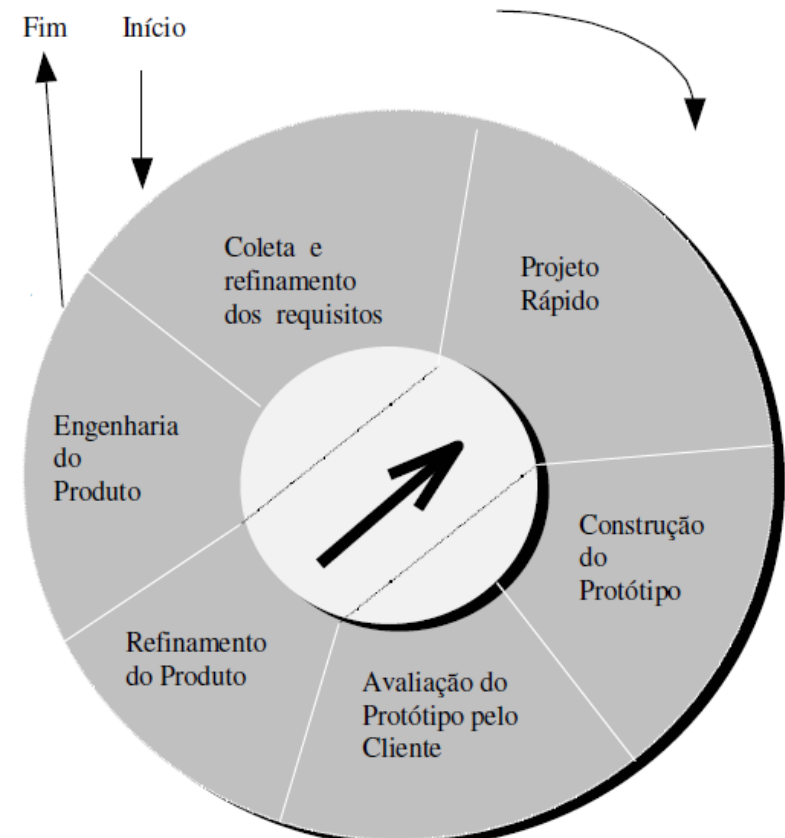 Fim
Início
Coleta e
refinamento
dos requisitos
Projeto
Rápido
Engenharia
do
Produto
Construção
do
Protótipo
Refinamento
do Produto
Avaliação do
Protótipo pelo
Cliente